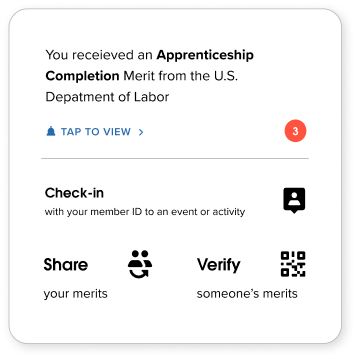 You receieved an Apprenticeship
Completion Merit from the U.S.
Depatment of Labor
TAP TO VIEW >
3
Check-in
with your member ID to an event or activity
Share
your merits
Verify
someone's merits